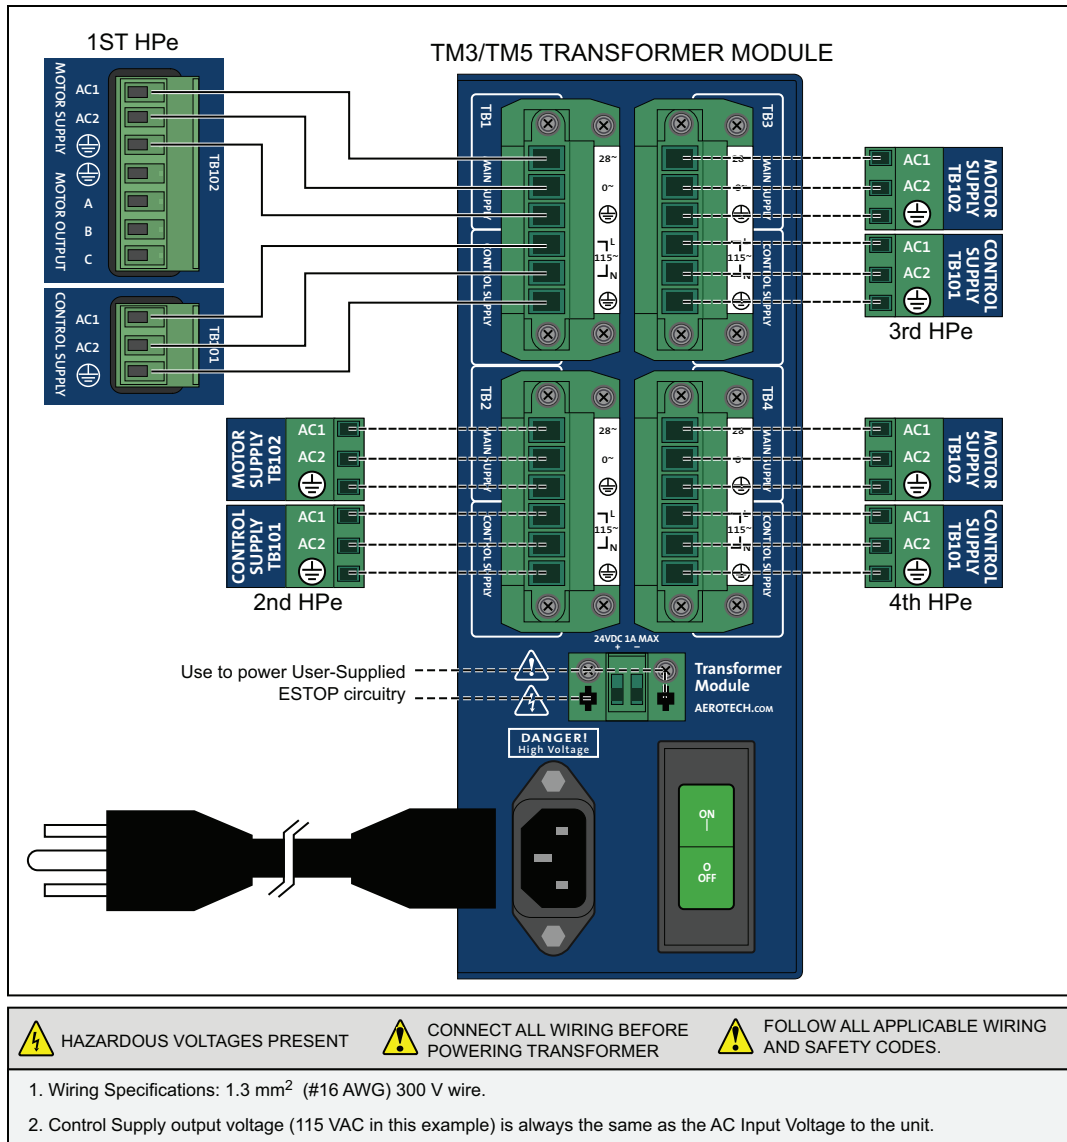 1ST HPe
TM3/TM5 TRANSFORMER MODULE
MOTOR SUPPLY
MOTOR OUTPUT
AC1
AC2
A
B
C
TB102
CONTROL SUPPLY
AC1
AC2
TB101
TB1
MAIN SUPPLY
28~
0~
CONTROL SUPPLY
L
115~
N
TB3
MAIN SUPPLY
28
CONTROL SUPPLY
L
115~
N
AC1
AC2
MOTOR
SUPPLY
TB102
AC1
AC2
CONTROL
SUPPLY
TB101
3rd HPe
MOTOR
SUPPLY
TB102
AC1
AC2
CONTROL
SUPPLY
TB101
AC1
AC2
2nd HPe
TB2
MAIN SUPPLY
28~
0~
CONTROL SUPPLY
L
115~
N
TB4
MAIN SUPPLY
28
CONTROL SUPPLY
L
115~
N
AC1
AC2
MOTOR
SUPPLY
TB102
AC1
AC2
CONTROL
SUPPLY
TB101
4th HPe
24VDC 1A MAX
+ −
Use to power User-Supplied
ESTOP circuitry
Transformer
Module
AEROTECH.COM
DANGER!
High Voltage
ON
|
O
OFF
HAZARDOUS VOLTAGES PRESENT
CONNECT ALL WIRING BEFORE
POWERING TRANSFORMER
FOLLOW ALL APPLICABLE WIRING
AND SAFETY CODES.
1. Wiring Specifications: 1.3 mm² (#16 AWG) 300 V wire.
2. Control Supply output voltage (115 VAC in this example) is always the same as the AC Input Voltage to the unit.